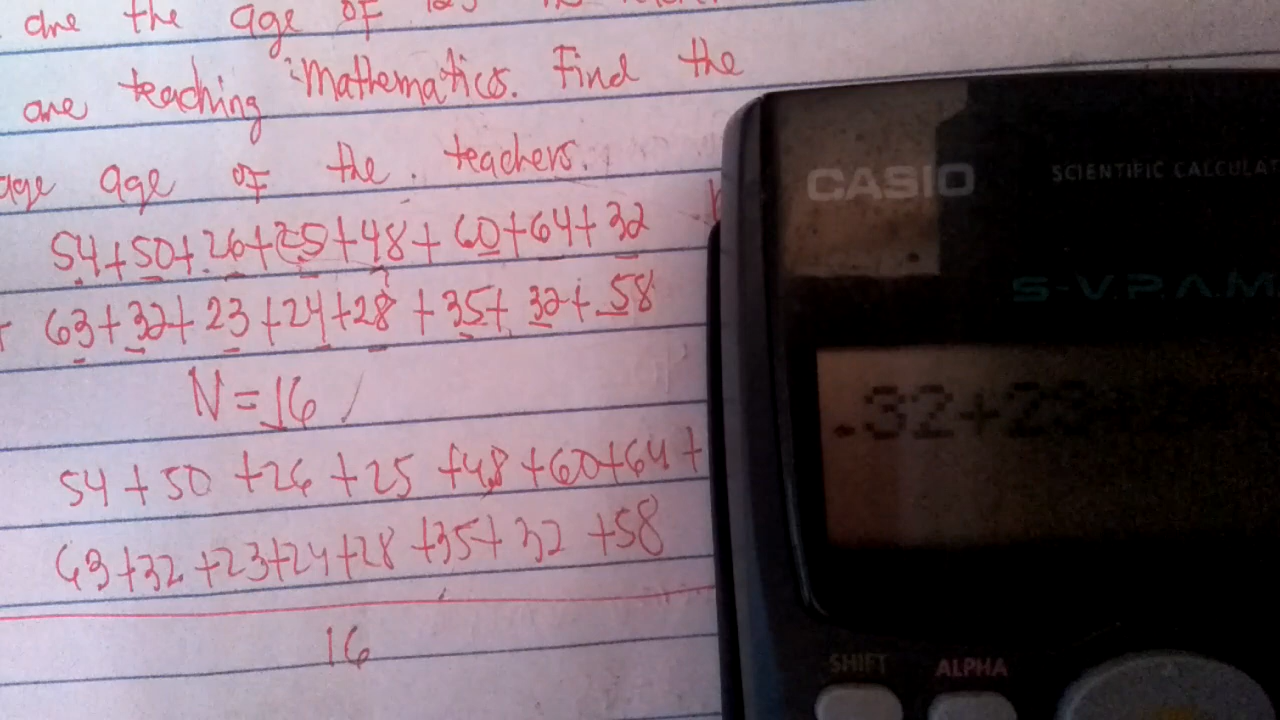 are the age of
are teaching Mathematics. Find the
age age of the teachers.
54+50+26+25+48+60+64+32
+ 63+32+23+24+28+35+32+58
N=16
54+50+26+25+48+60+64+
63+32+23+24+28+35+32+58
16
CASIO
SCIENTIFIC CALCULAT
S-V.P.A.M
32+23
SHIFT ALPHA